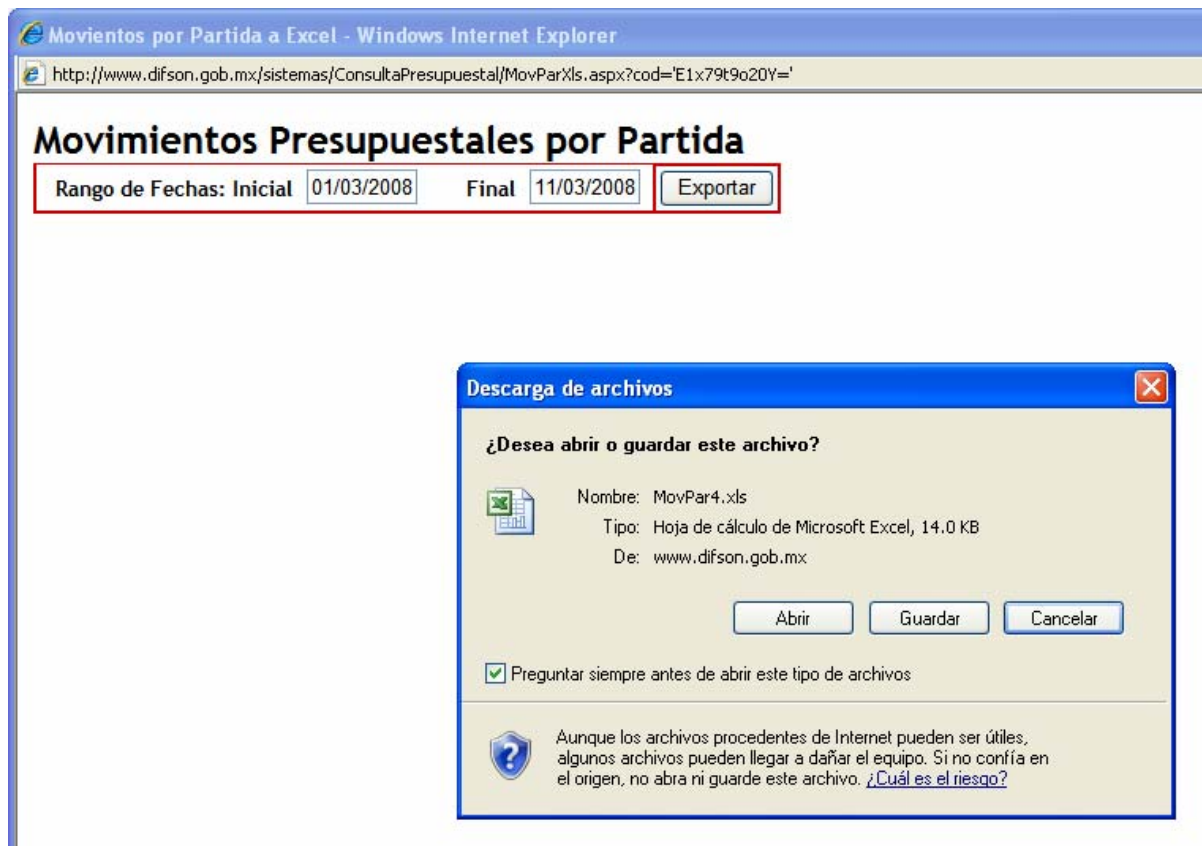 Movientos por Partida a Excel - Windows Internet Explorer
http://www.difson.gob.mx/sistemas/ConsultaPresupuestal/MovParXls.aspx?cod='E1x79t9o20Y='
Movimientos Presupuestales por Partida
Rango de Fechas: Inicial 01/03/2008 Final 11/03/2008 Exportar
Descarga de archivos
¿Desea abrir o guardar este archivo?
Nombre: MovPar4.xls
Tipo: Hoja de cálculo de Microsoft Excel, 14.0 KB
De: www.difson.gob.mx
Abrir Guardar Cancelar
Preguntar siempre antes de abrir este tipo de archivos
Aunque los archivos procedentes de Internet pueden ser útiles,
algunos archivos pueden llegar a dañar el equipo. Si no confía en
el origen, no abra ni guarde este archivo. ¿Cuál es el riesgo?